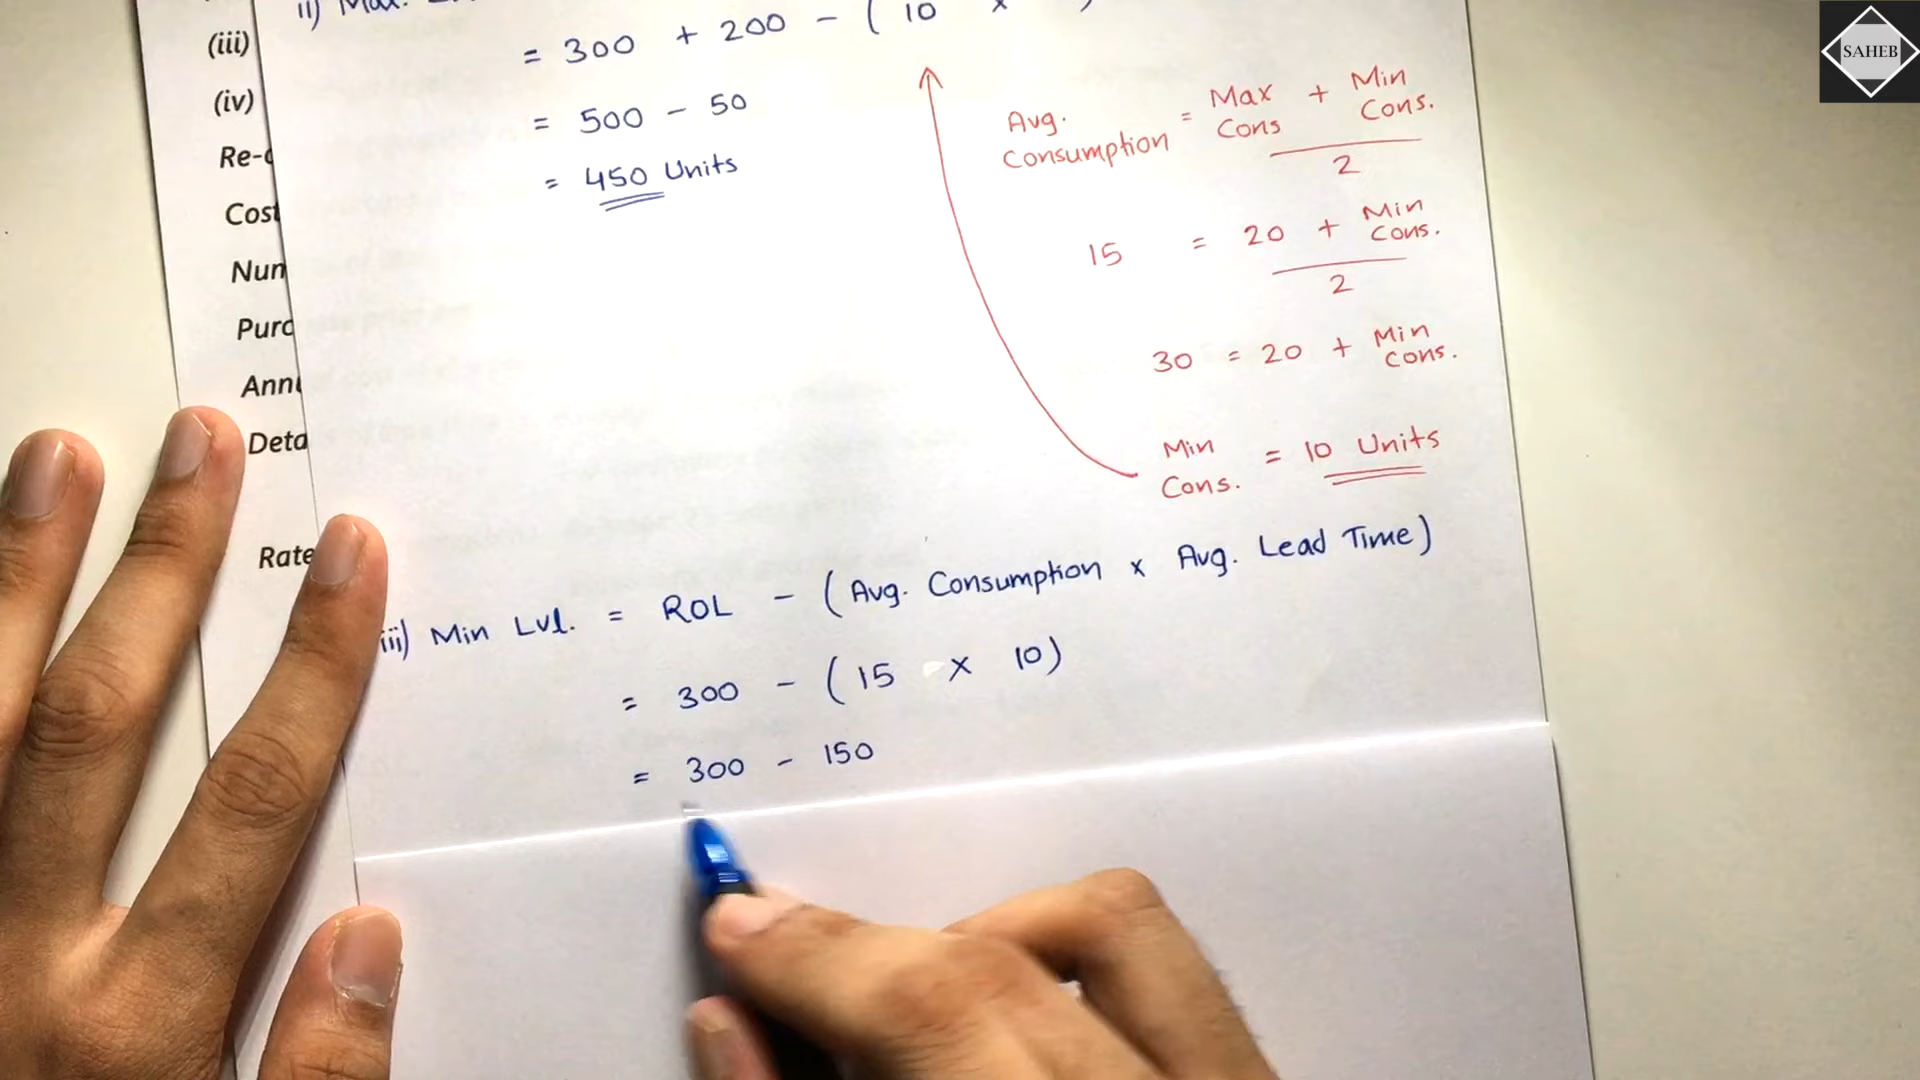 SAHEB
(iii)
(iv)
Re-
Cost
Num
Purc
Ann
Deta
Rate
ii) Max.
= 300 + 200 - ( 10 x
= 500 - 50
= 450 Units
Avg. Consumption = Max Cons + Min Cons.
2
15 = 20 + Min Cons.
2
30 = 20 + Min Cons.
Min Cons. = 10 Units
iii) Min Lvl. = ROL - (Avg. Consumption x Avg. Lead Time)
= 300 - (15 x 10)
= 300 - 150